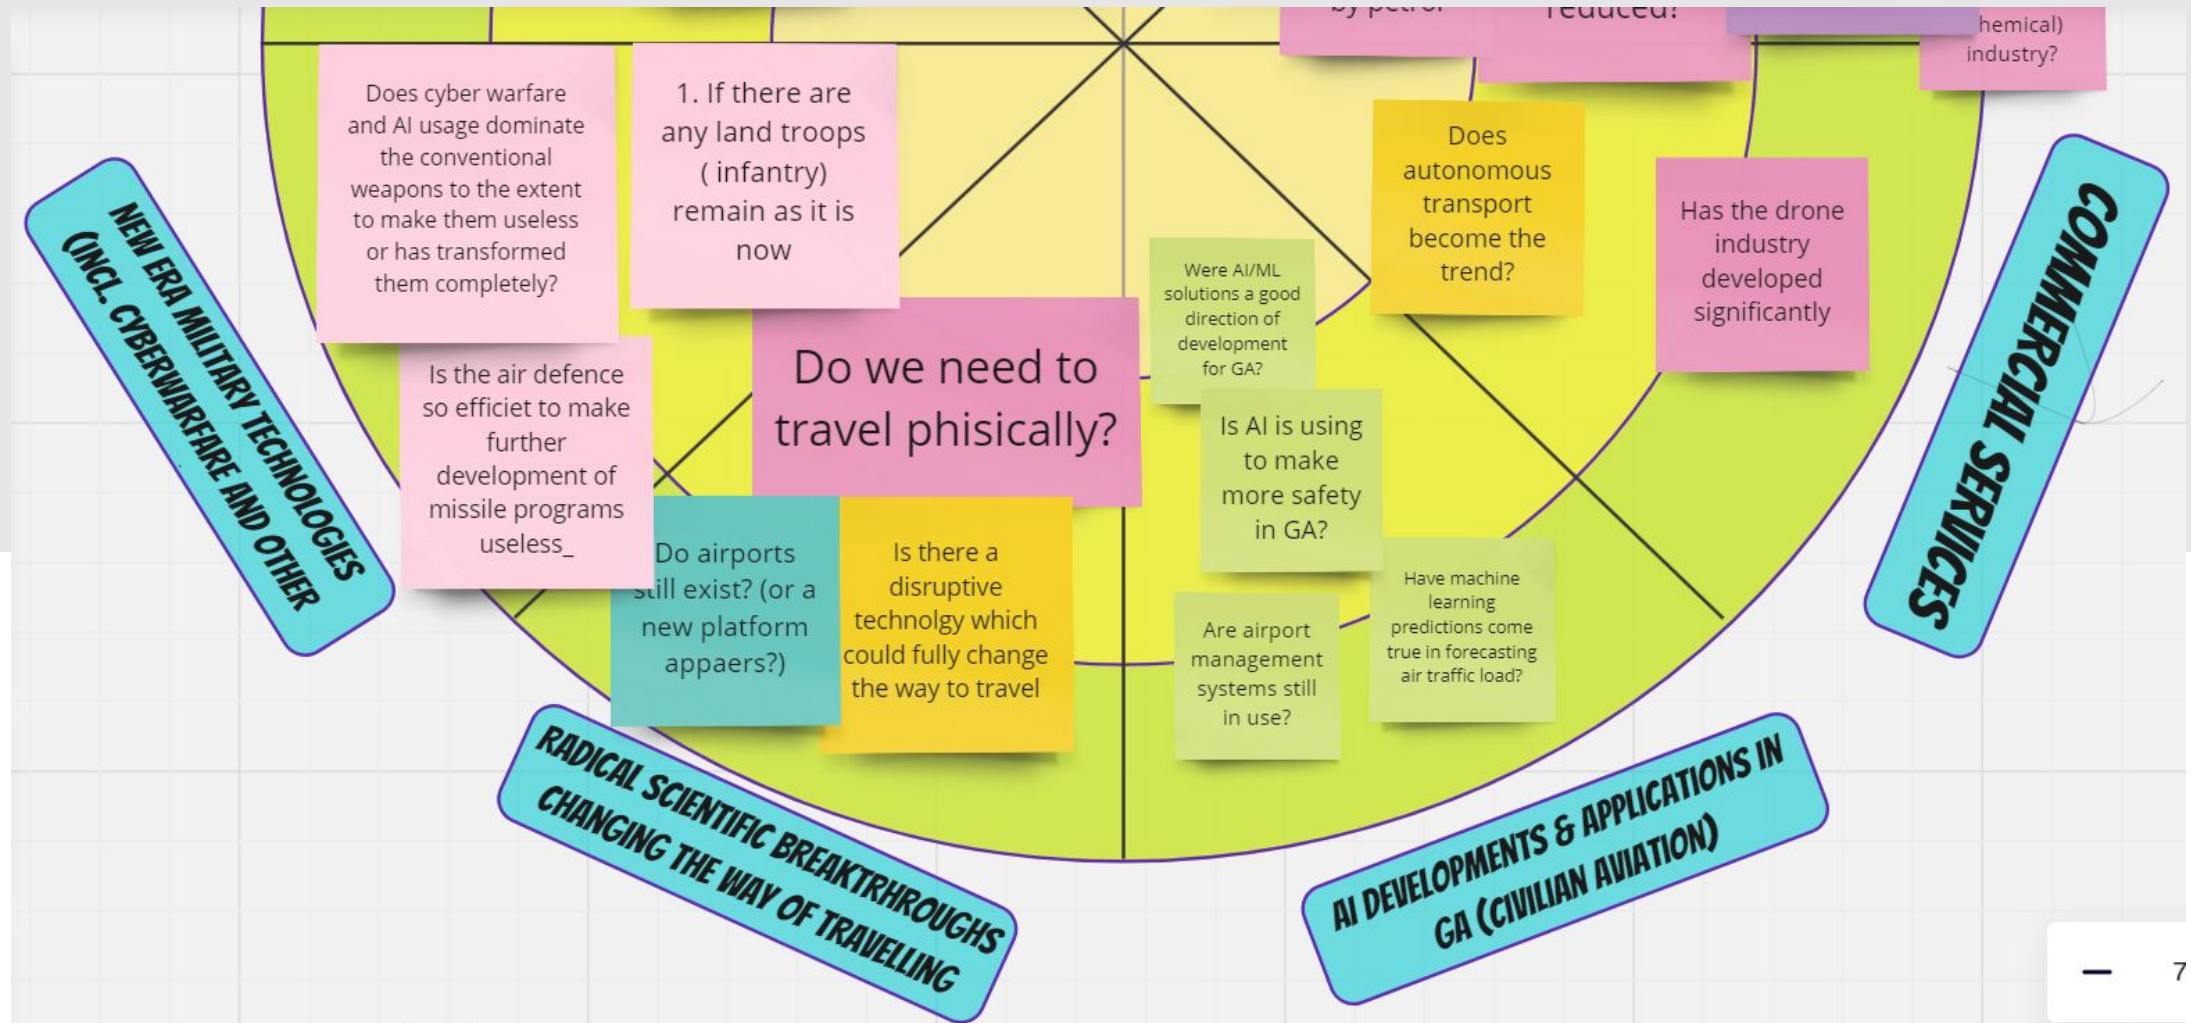 by petrol
reduced?
hemical)
industry?
Does cyber warfare
and AI usage dominate
the conventional
weapons to the extent
to make them useless
or has transformed
them completely?
1. If there are
any land troops
( infantry)
remain as it is
now
Does
autonomous
transport
become the
trend?
Has the drone
industry
developed
significantly
Were AI/ML
solutions a good
direction of
development
for GA?
Is the air defence
so efficiet to make
further
development of
missile programs
useless_
Do we need to
travel phisically?
Is AI is using
to make
more safety
in GA?
Do airports
still exist? (or a
new platform
appaers?)
Is there a
disruptive
technolgy which
could fully change
the way to travel
Are airport
management
systems still
in use?
Have machine
learning
predictions come
true in forecasting
air traffic load?
NEW ERA MILITARY TECHNOLOGIES
(INCL. CYBERWARFARE AND OTHER
COMMERCIAL SERVICES
RADICAL SCIENTIFIC BREAKTRHROUGHS
CHANGING THE WAY OF TRAVELLING
AI DEVELOPMENTS & APPLICATIONS IN
GA (CIVILIAN AVIATION)
7